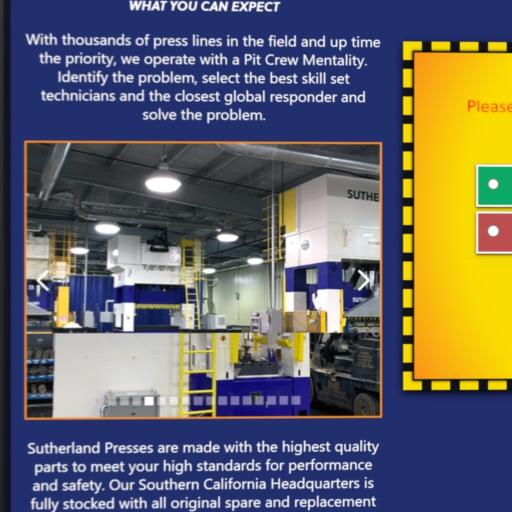 WHAT YOU CAN EXPECT
With thousands of press lines in the field and up time
the priority, we operate with a Pit Crew Mentality.
Identify the problem, select the best skill set
technicians and the closest global responder and
solve the problem.
Please
SUTHE
Sutherland Presses are made with the highest quality
parts to meet your high standards for performance
and safety. Our Southern California Headquarters is
fully stocked with all original spare and replacement